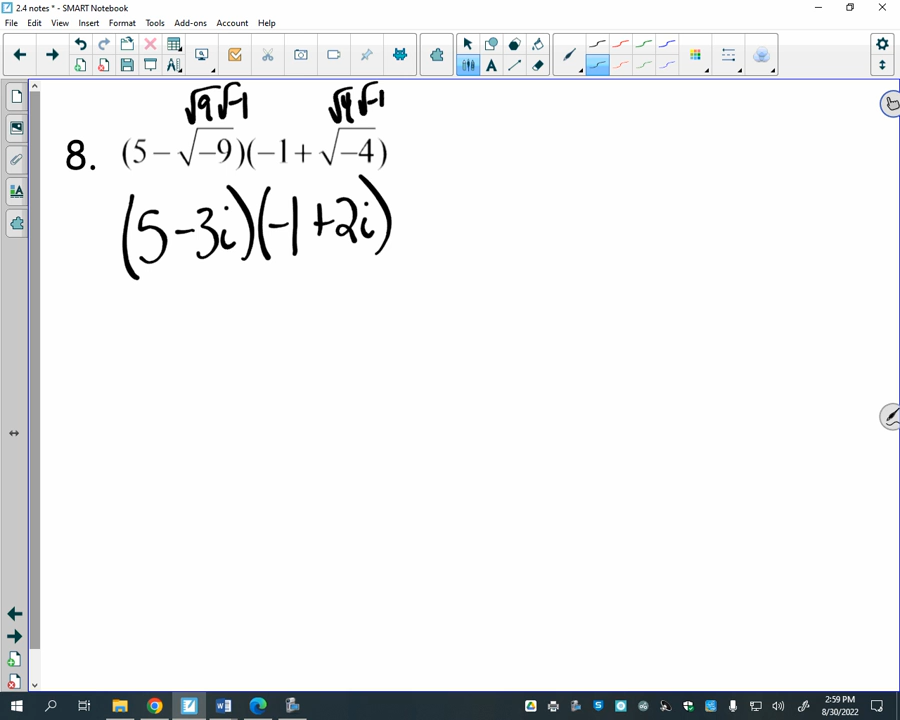 2.4 notes * - SMART Notebook
File Edit View Insert Format Tools Add-ons Account Help
√9√-1 √4√-1
8. (5 − √−9)(−1 + √−4)
(5 - 3i)(-1 + 2i)
2:59 PM
8/30/2022